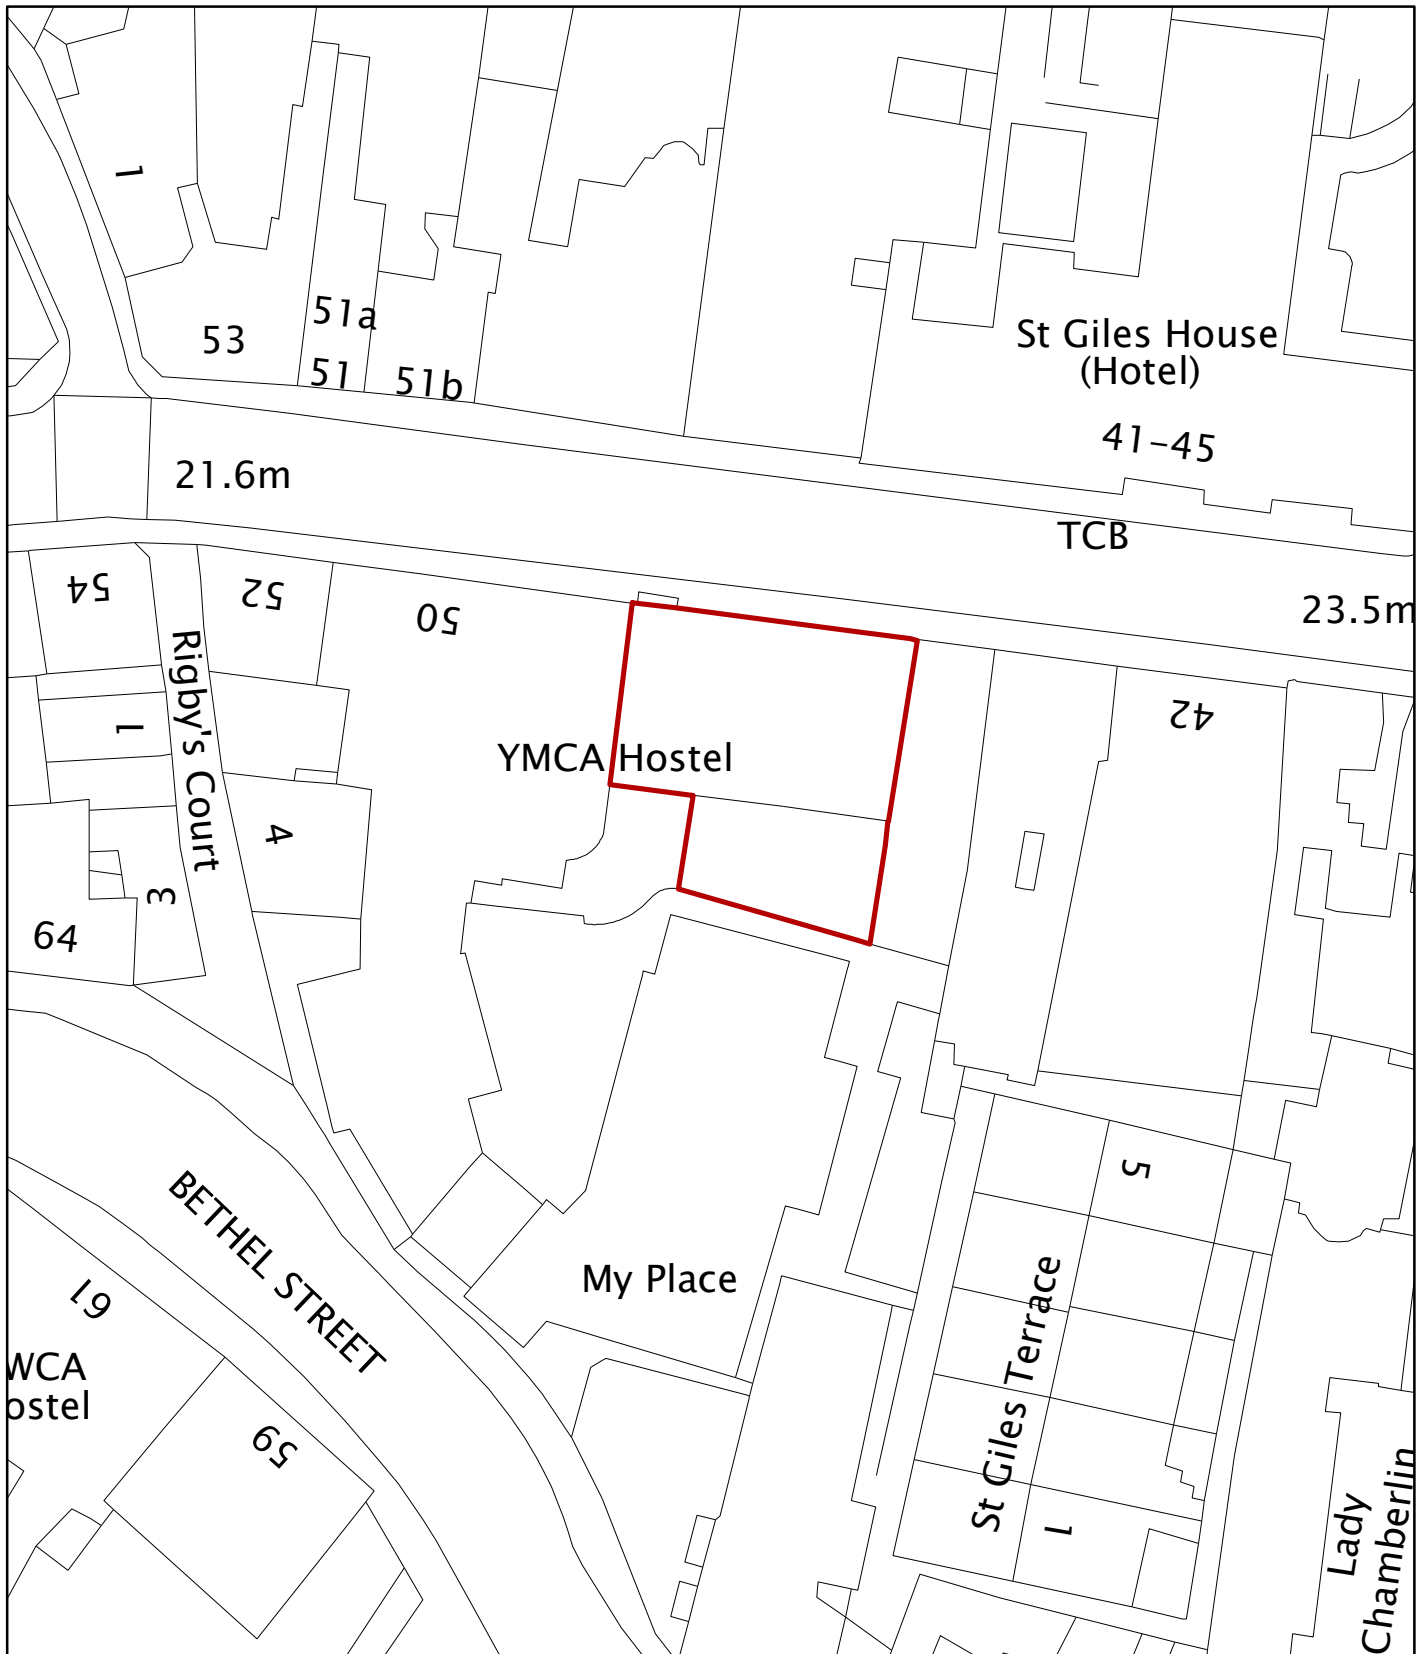 1
53
51a
51
51b
St Giles House
(Hotel)
41-45
21.6m
TCB
23.5m
54
52
50
42
Rigby's Court
1
YMCA Hostel
4
3
64
BETHEL STREET
61
WCA
ostel
59
My Place
5
St Giles Terrace
1
Lady
Chamberlin